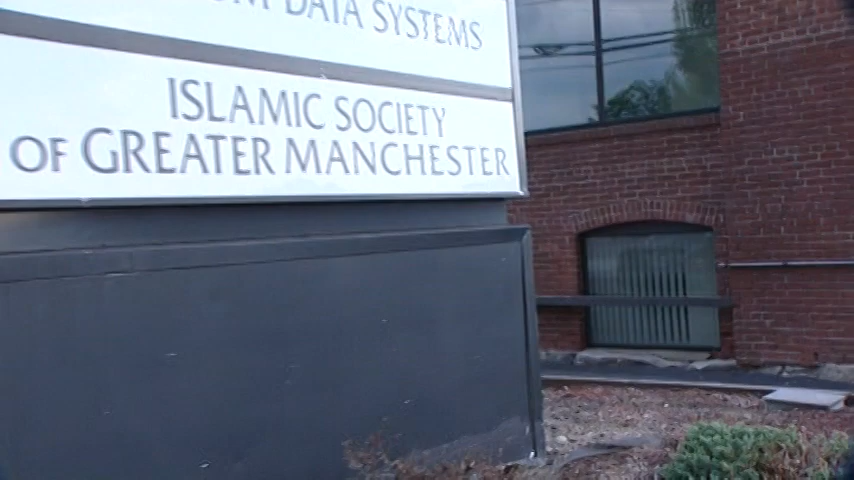 DATA SYSTEMS
ISLAMIC SOCIETY
OF GREATER MANCHESTER